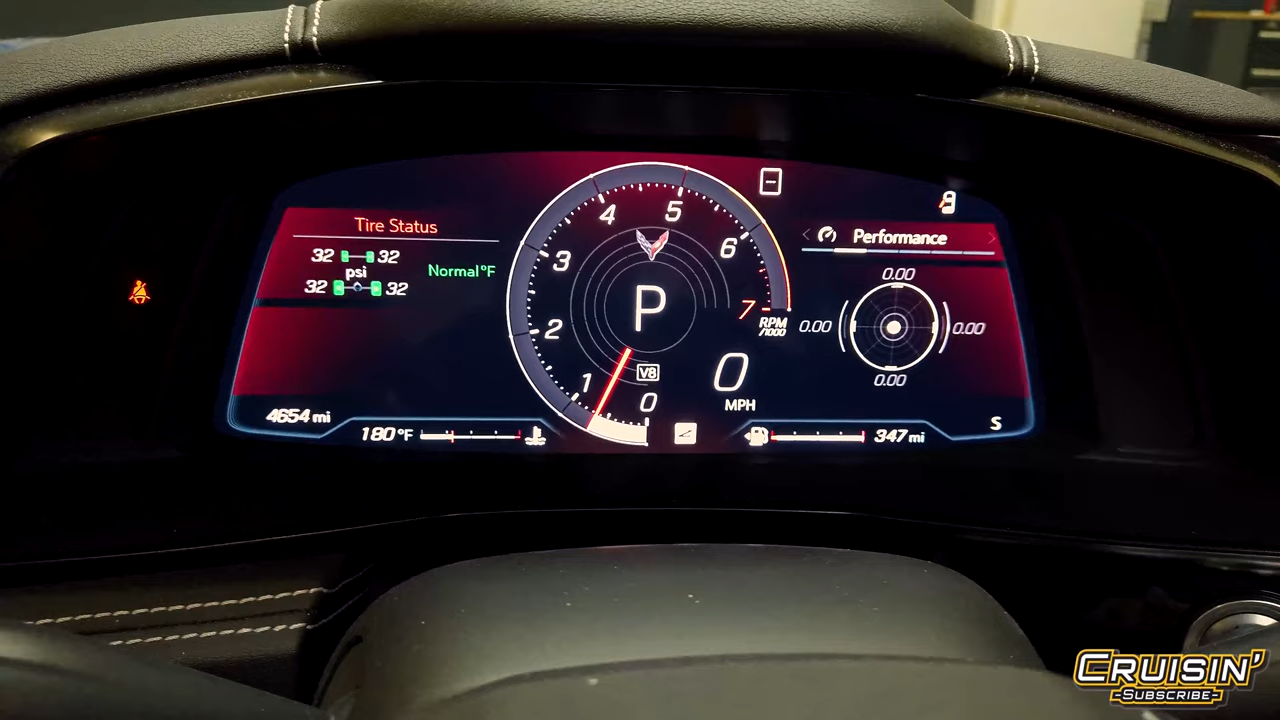 Tire Status
32 32
psi
32 32
Normal°F
4654 mi
180°F
0
1
2
3
4
5
6
7
RPM
/1000
P
V8
0
MPH
Performance
0.00
0.00
0.00
0.00
347 mi
S
CRUISIN'
-SUBSCRIBE-